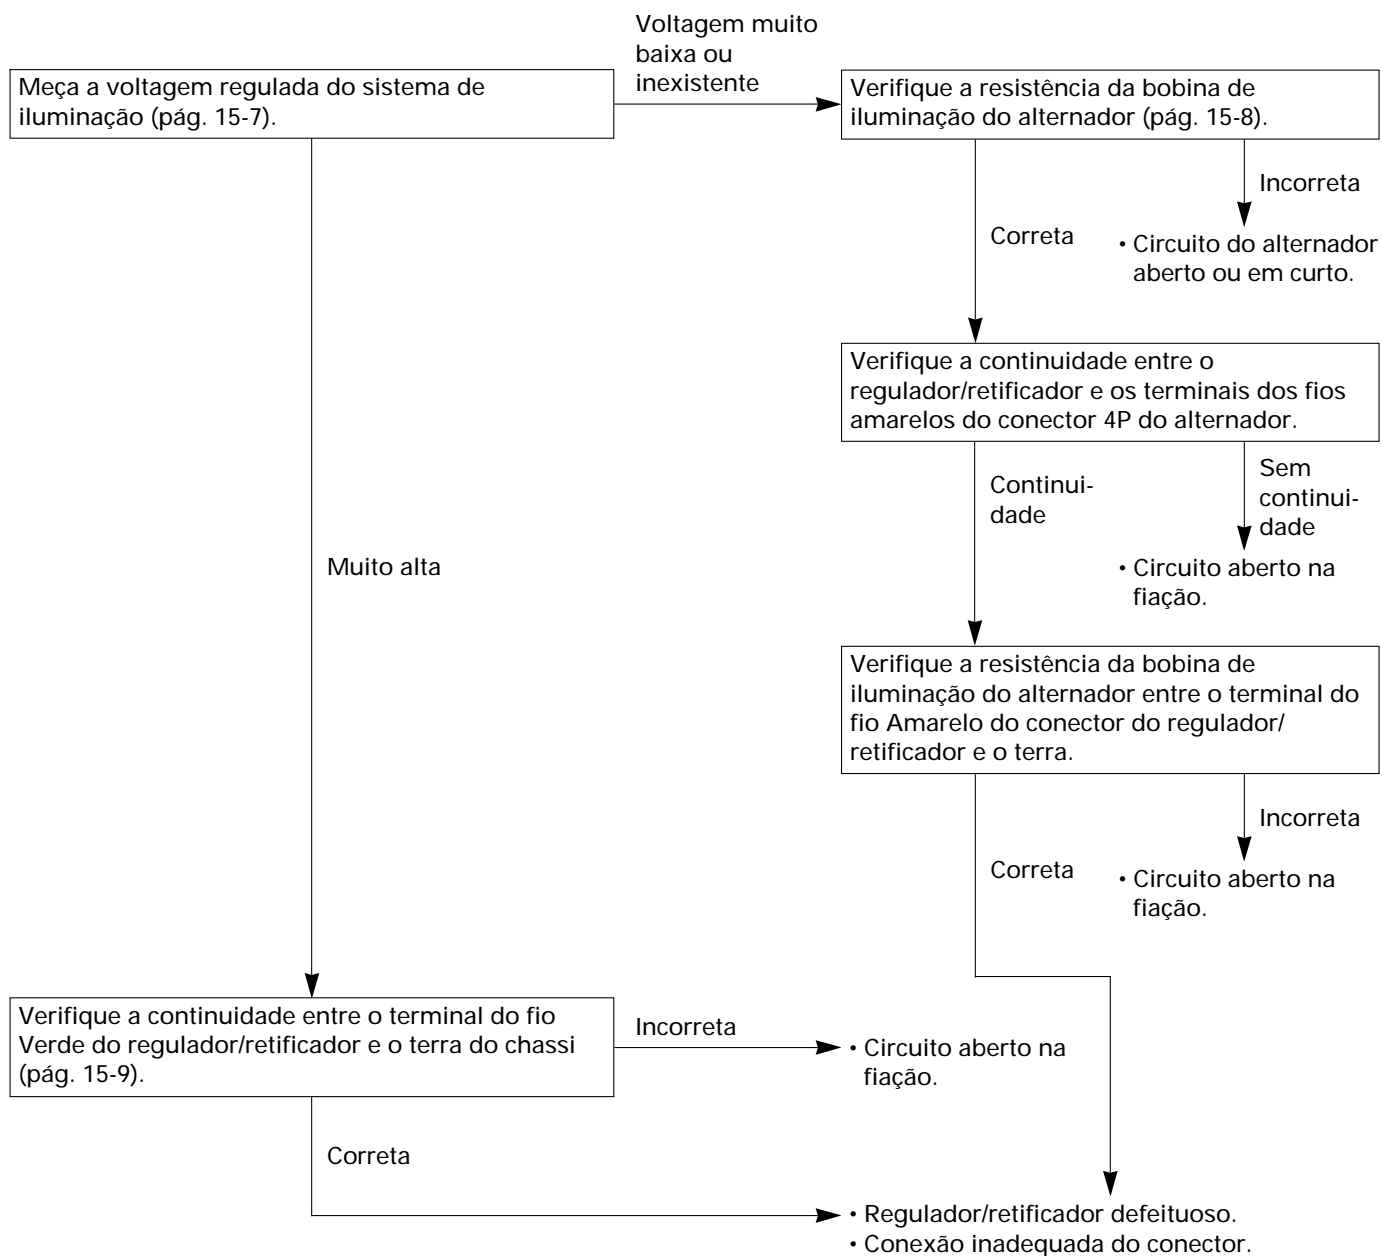 Voltagem muito
baixa ou
inexistente
Meça a voltagem regulada do sistema de
iluminação (pág. 15-7).
Verifique a resistência da bobina de
iluminação do alternador (pág. 15-8).
Incorreta
Correta
• Circuito do alternador
aberto ou em curto.
Verifique a continuidade entre o
regulador/retificador e os terminais dos fios
amarelos do conector 4P do alternador.
Continui-
dade
Sem
continui-
dade
Muito alta
• Circuito aberto na
fiação.
Verifique a resistência da bobina de
iluminação do alternador entre o terminal do
fio Amarelo do conector do regulador/
retificador e o terra.
Incorreta
Correta
• Circuito aberto na
fiação.
Verifique a continuidade entre o terminal do fio
Verde do regulador/retificador e o terra do chassi
(pág. 15-9).
Incorreta
• Circuito aberto na
fiação.
Correta
• Regulador/retificador defeituoso.
• Conexão inadequada do conector.